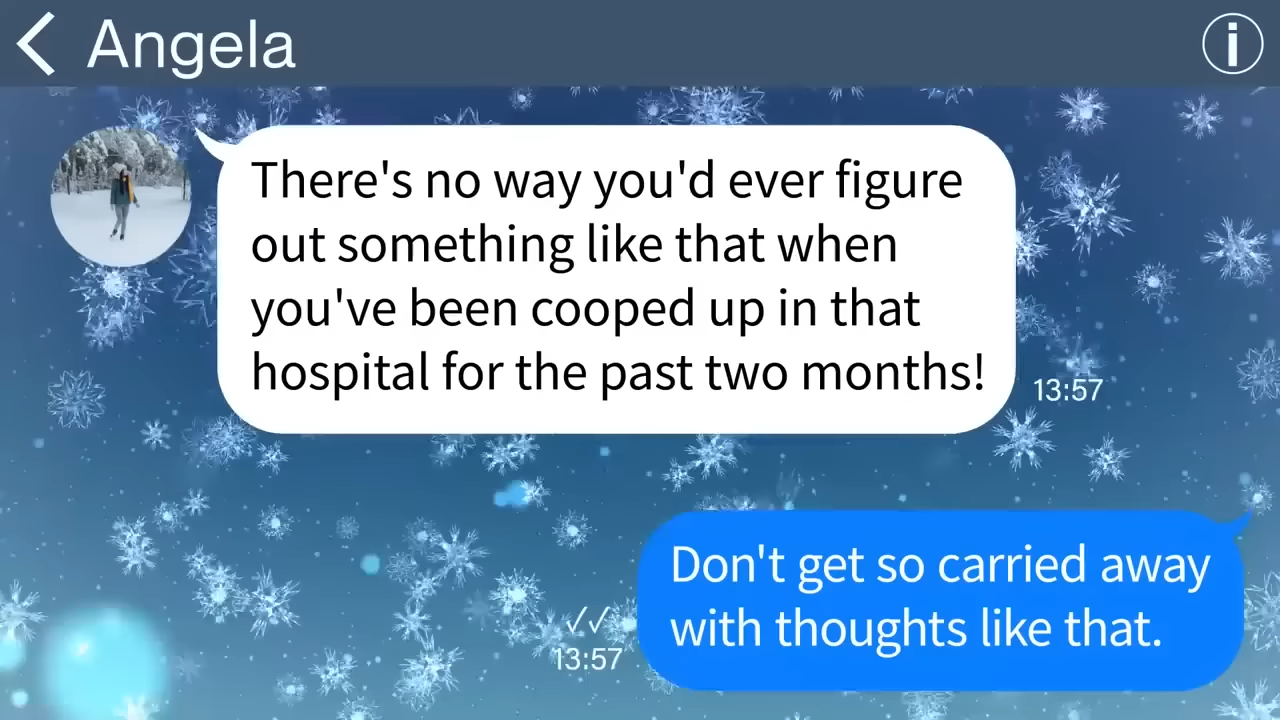 Angela
There's no way you'd ever figure
out something like that when
you've been cooped up in that
hospital for the past two months!
13:57
Don't get so carried away
with thoughts like that.
13:57